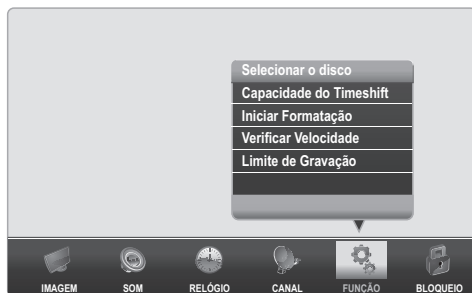 Selecionar o disco
Capacidade do Timeshift
Iniciar Formatação
Verificar Velocidade
Limite de Gravação
IMAGEM SOM RELÓGIO CANAL FUNÇÃO BLOQUEIO